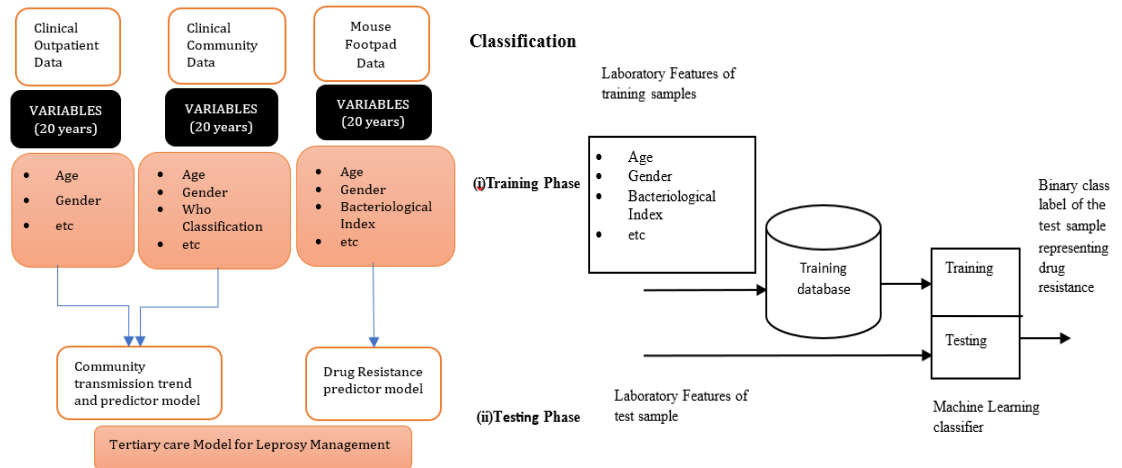 Clinical
Outpatient
Data
Clinical
Community
Data
Mouse
Footpad
Data
VARIABLES
(20 years)
VARIABLES
(20 years)
VARIABLES
(20 years)
• Age
• Gender
• etc
• Age
• Gender
• Who
Classification
• etc
• Age
• Gender
• Bacteriological
Index
• etc
Community
transmission trend
and predictor model
Drug Resistance
predictor model
Tertiary care Model for Leprosy Management
Classification
Laboratory Features of
training samples
(i)Training Phase
• Age
• Gender
• Bacteriological
Index
• etc
Training
database
Training
Testing
Binary class
label of the
test sample
representing
drug
resistance
(ii)Testing Phase
Laboratory Features of
test sample
Machine Learning
classifier